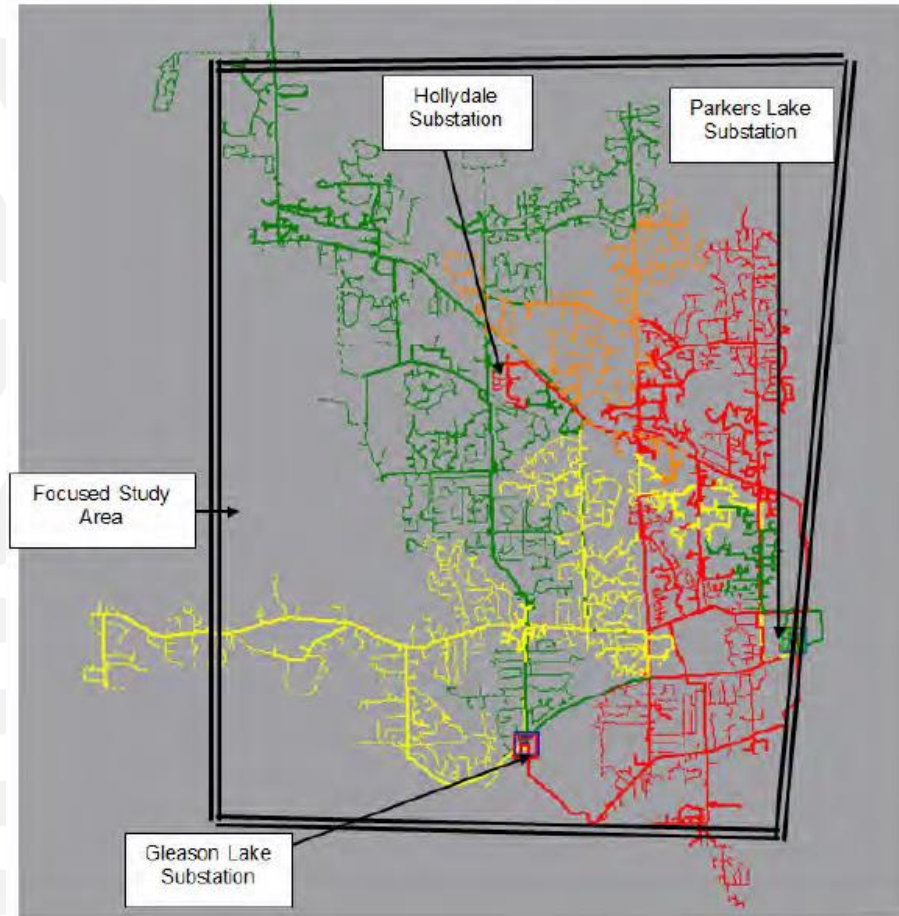 Hollydale
Substation
Parkers Lake
Substation
Focused Study
Area
Gleason Lake
Substation